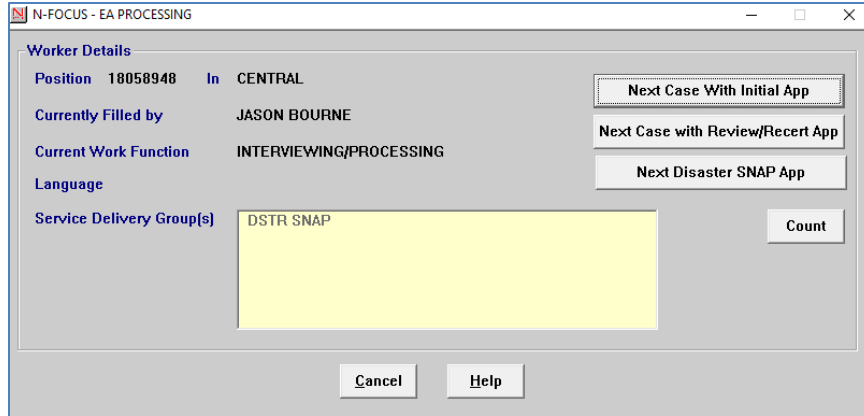 N-FOCUS - EA PROCESSING
Worker Details
Position 18058948 In CENTRAL
Next Case With Initial App
Currently Filled by JASON BOURNE
Next Case with Review/Recert App
Current Work Function INTERVIEWING/PROCESSING
Next Disaster SNAP App
Language
Service Delivery Group(s) DSTR SNAP
Count
Cancel Help